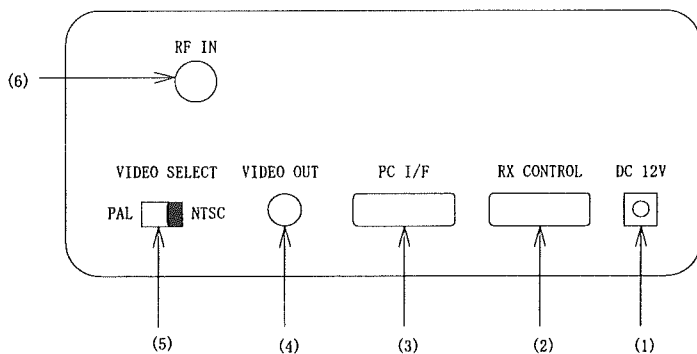 RF IN
(6)
VIDEO SELECT VIDEO OUT PC I/F RX CONTROL DC 12V
PAL NTSC
(5) (4) (3) (2) (1)